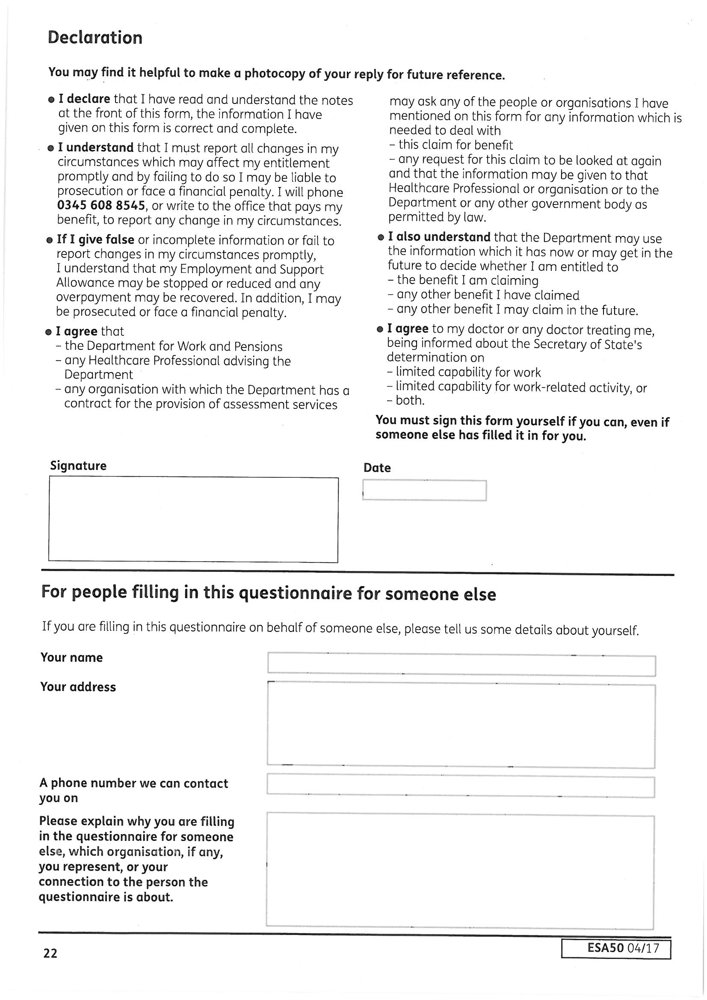 Declaration
You may find it helpful to make a photocopy of your reply for future reference.
● I declare that I have read and understand the notes
at the front of this form, the information I have
given on this form is correct and complete.
● I understand that I must report all changes in my
circumstances which may affect my entitlement
promptly and by failing to do so I may be liable to
prosecution or face a financial penalty. I will phone
0345 608 8545, or write to the office that pays my
benefit, to report any change in my circumstances.
● If I give false or incomplete information or fail to
report changes in my circumstances promptly,
I understand that my Employment and Support
Allowance may be stopped or reduced and any
overpayment may be recovered. In addition, I may
be prosecuted or face a financial penalty.
● I agree that
– the Department for Work and Pensions
– any Healthcare Professional advising the
Department
– any organisation with which the Department has a
contract for the provision of assessment services
may ask any of the people or organisations I have
mentioned on this form for any information which is
needed to deal with
– this claim for benefit
– any request for this claim to be looked at again
and that the information may be given to that
Healthcare Professional or organisation or to the
Department or any other government body as
permitted by law.
● I also understand that the Department may use
the information which it has now or may get in the
future to decide whether I am entitled to
– the benefit I am claiming
– any other benefit I have claimed
– any other benefit I may claim in the future.
● I agree to my doctor or any doctor treating me,
being informed about the Secretary of State's
determination on
– limited capability for work
– limited capability for work-related activity, or
– both.
You must sign this form yourself if you can, even if
someone else has filled it in for you.
Signature
Date
For people filling in this questionnaire for someone else
If you are filling in this questionnaire on behalf of someone else, please tell us some details about yourself.
Your name
Your address
A phone number we can contact
you on
Please explain why you are filling
in the questionnaire for someone
else, which organisation, if any,
you represent, or your
connection to the person the
questionnaire is about.
22
ESA50 04/17